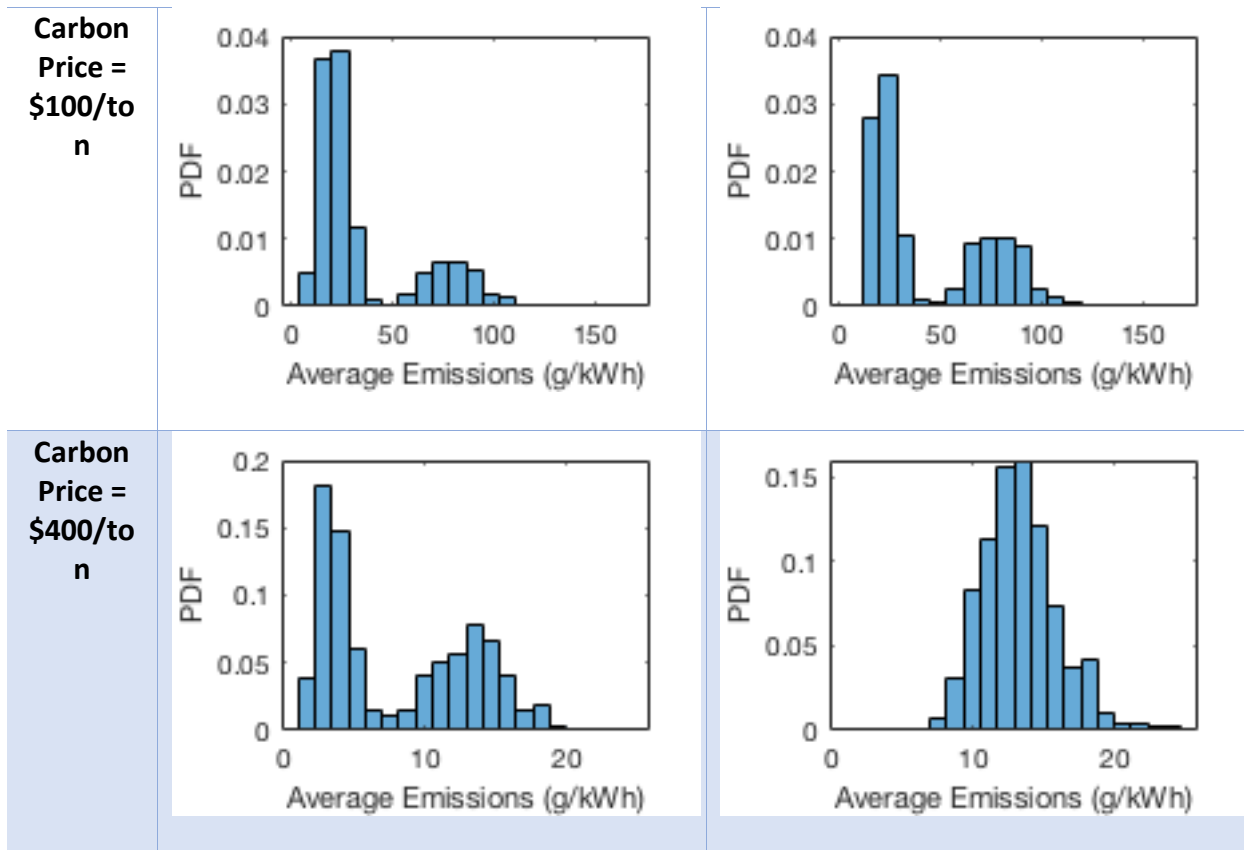 Carbon
Price =
$100/to
n
0.04
0.03
0.02
0.01
0
PDF
0 50 100 150
Average Emissions (g/kWh)
0.04
0.03
0.02
0.01
0
PDF
0 50 100 150
Average Emissions (g/kWh)
Carbon
Price =
$400/to
n
0.2
0.15
0.1
0.05
0
PDF
0 10 20
Average Emissions (g/kWh)
0.15
0.1
0.05
0
PDF
0 10 20
Average Emissions (g/kWh)